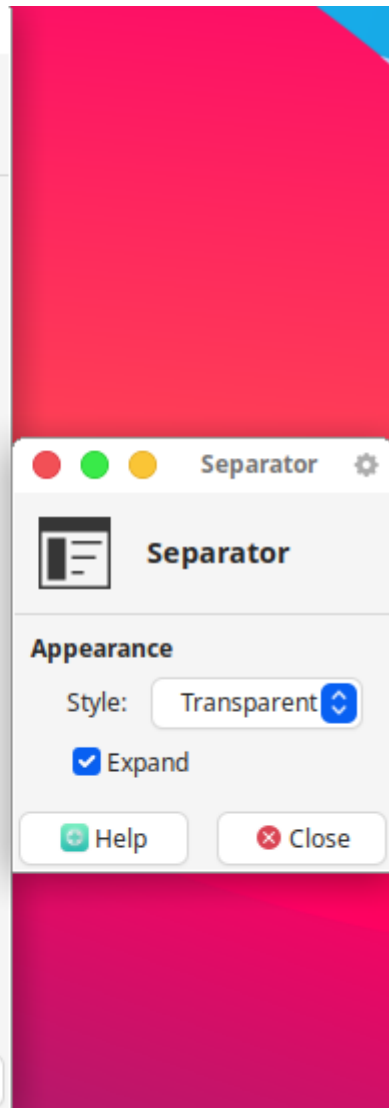 Separator
Separator
Appearance
Style: Transparent
Expand
Help Close